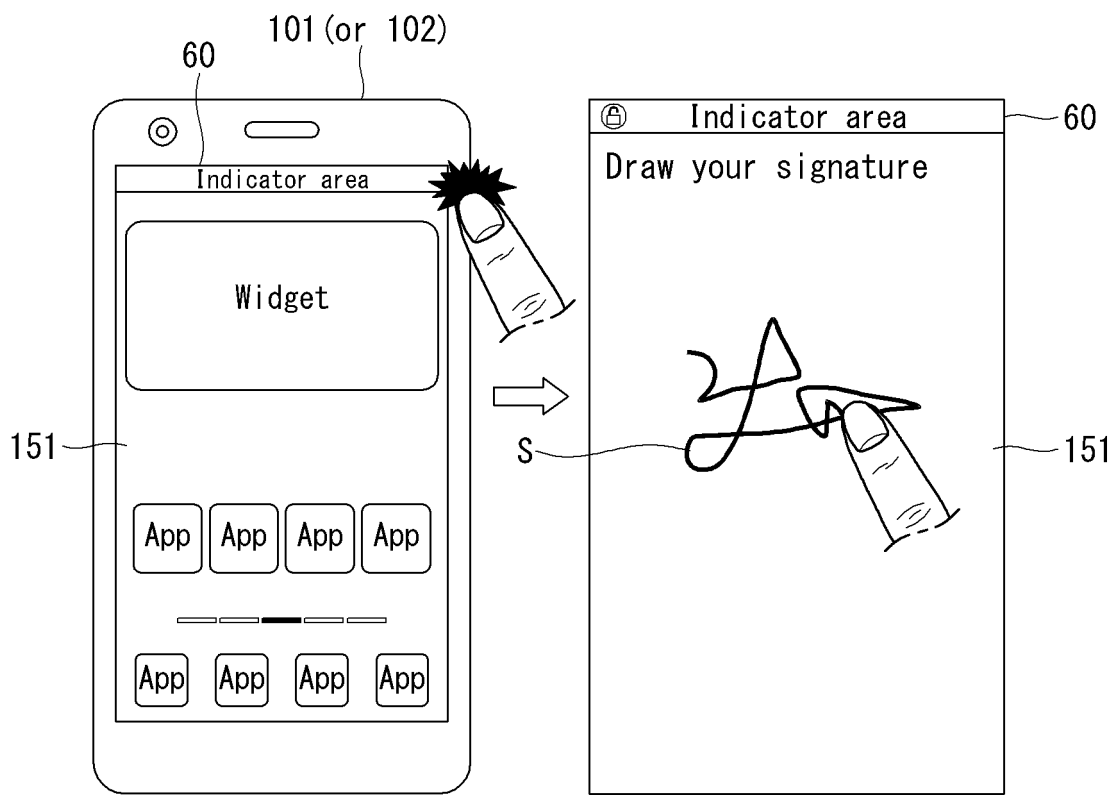 101(or 102)
60
Indicator area
Widget
151
App App App App
App App App App
Indicator area
60
Draw your signature
S
151